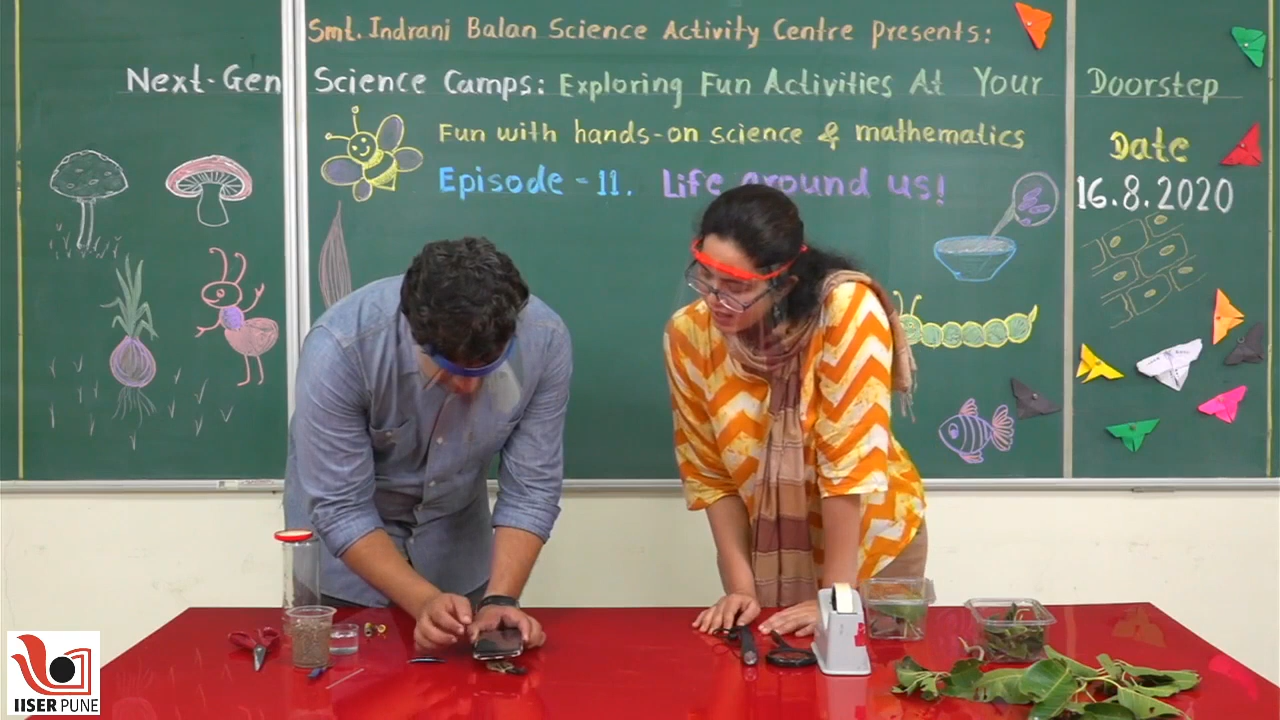 Smt. Indrani Balan Science Activity Centre presents:
Next-Gen Science Camps: Exploring Fun Activities At Your Doorstep
Fun with hands-on science & mathematics
Episode - 11. Life around us!
Date
16.8.2020
IISER PUNE